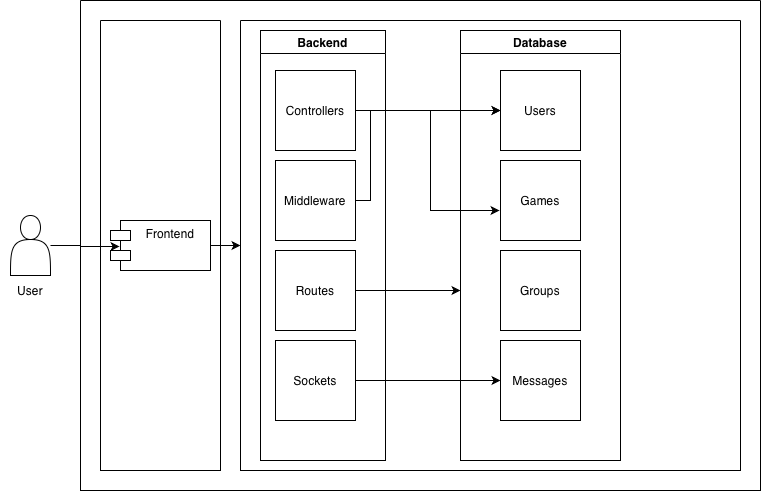 Backend
Database
Controllers
Users
Middleware
Games
Frontend
User
Routes
Groups
Sockets
Messages